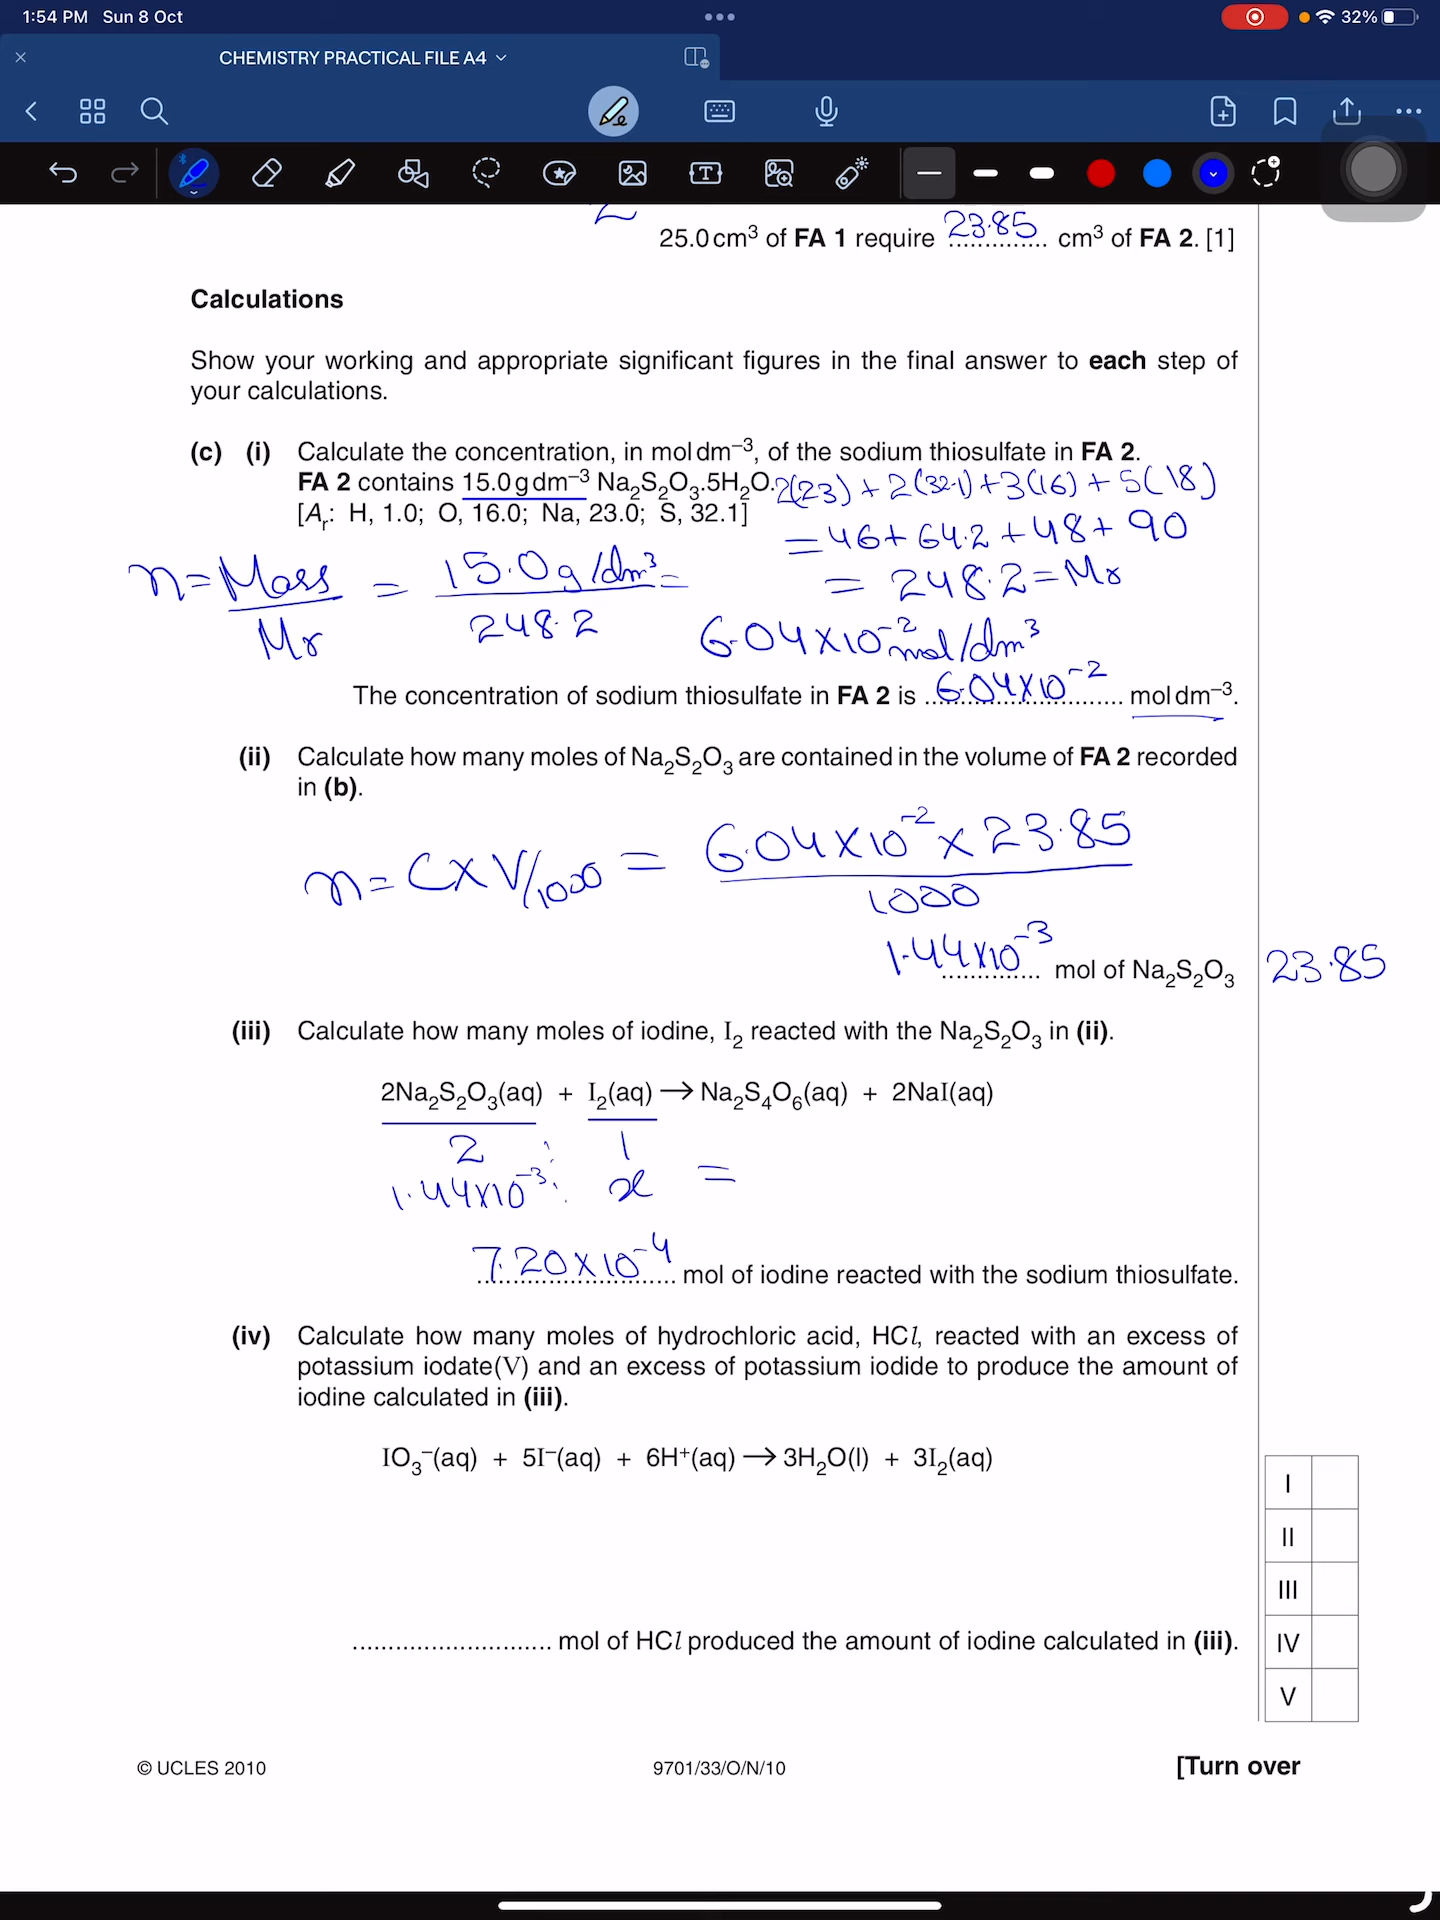 1:54 PM Sun 8 Oct
32%
CHEMISTRY PRACTICAL FILE A4
25.0 cm³ of FA 1 require 23.85 cm³ of FA 2. [1]
Calculations
Show your working and appropriate significant figures in the final answer to each step of
your calculations.
(c) (i) Calculate the concentration, in mol dm⁻³, of the sodium thiosulfate in FA 2.
FA 2 contains 15.0 g dm⁻³ Na₂S₂O₃.5H₂O. 2(23) + 2(32.1) + 3(16) + 5(18)
[Aᵣ: H, 1.0; O, 16.0; Na, 23.0; S, 32.1]
= 46 + 64.2 + 48 + 90
= 248.2 = Mr
n = Mass / Mr = 15.0 g/dm³ / 248.2 =
6.04 x 10⁻² mol/dm³
The concentration of sodium thiosulfate in FA 2 is 6.04 x 10⁻² mol dm⁻³.
(ii) Calculate how many moles of Na₂S₂O₃ are contained in the volume of FA 2 recorded
in (b).
n = C x V/1000 = 6.04 x 10⁻² x 23.85 / 1000
1.44 x 10⁻³ mol of Na₂S₂O₃ 23.85
(iii) Calculate how many moles of iodine, I₂ reacted with the Na₂S₂O₃ in (ii).
2Na₂S₂O₃(aq) + I₂(aq) → Na₂S₄O₆(aq) + 2NaI(aq)
2 : 1
1.44 x 10⁻³ : x =
7.20 x 10⁻⁴ mol of iodine reacted with the sodium thiosulfate.
(iv) Calculate how many moles of hydrochloric acid, HCl, reacted with an excess of
potassium iodate(V) and an excess of potassium iodide to produce the amount of
iodine calculated in (iii).
IO₃⁻(aq) + 5I⁻(aq) + 6H⁺(aq) → 3H₂O(l) + 3I₂(aq)
I
II
III
............................ mol of HCl produced the amount of iodine calculated in (iii).
IV
V
© UCLES 2010
9701/33/O/N/10
[Turn over